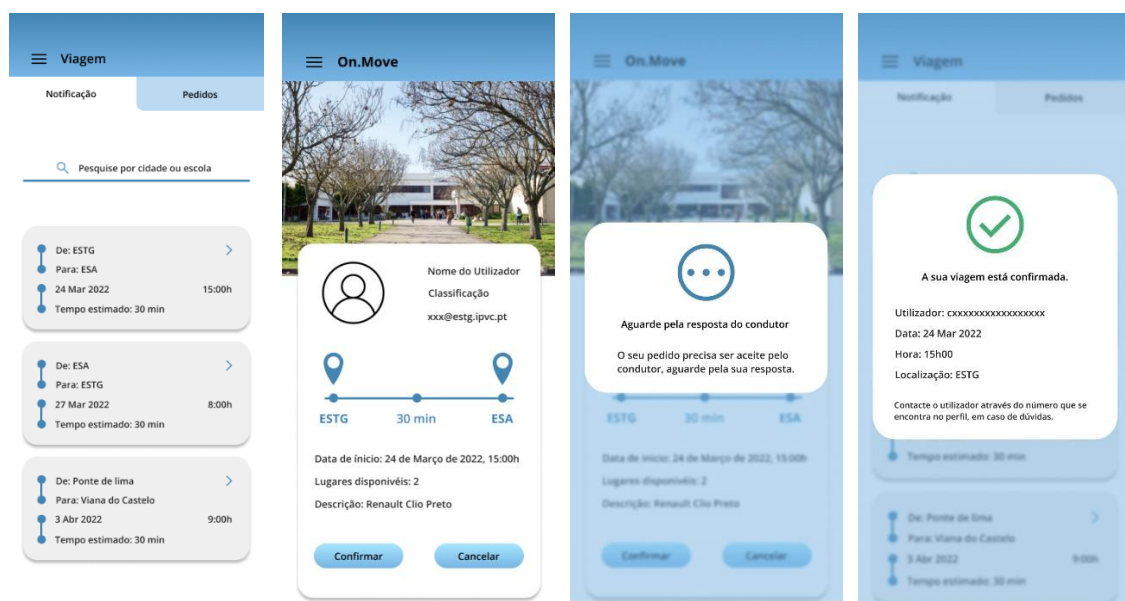 Viagem
Notificação
Pedidos
Pesquise por cidade ou escola
De: ESTG
Para: ESA
24 Mar 2022
15:00h
Tempo estimado: 30 min
De: ESA
Para: ESTG
27 Mar 2022
8:00h
Tempo estimado: 30 min
De: Ponte de lima
Para: Viana do Castelo
3 Abr 2022
9:00h
Tempo estimado: 30 min
On.Move
Nome do Utilizador
Classificação
xxx@estg.ipvc.pt
ESTG
30 min
ESA
Data de ínicio: 24 de Março de 2022, 15:00h
Lugares disponivéis: 2
Descrição: Renault Clio Preto
Confirmar
Cancelar
On.Move
Aguarde pela resposta do condutor
O seu pedido precisa ser aceite pelo
condutor, aguarde pela sua resposta.
ESTG
30 min
ESA
Data de ínicio: 24 de Março de 2022, 15:00h
Lugares disponivéis: 2
Descrição: Renault Clio Preto
Confirmar
Cancelar
Viagem
Notificação
Pedidos
A sua viagem está confirmada.
Utilizador: cxxxxxxxxxxxxxxxxx
Data: 24 Mar 2022
Hora: 15h00
Localização: ESTG
Contacte o utilizador através do número que se
encontra no perfil, em caso de dúvidas.
Tempo estimado: 30 min
De: Ponte de lima
Para: Viana do Castelo
3 Abr 2022
9:00h
Tempo estimado: 30 min